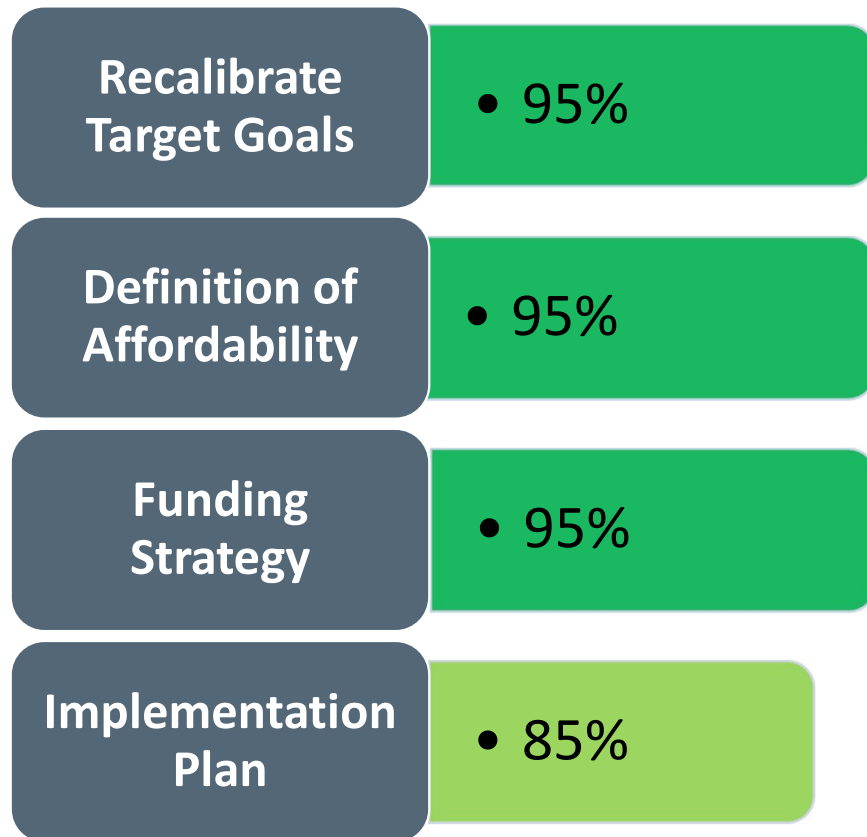 Recalibrate
Target Goals
• 95%
Definition of
Affordability
• 95%
Funding
Strategy
• 95%
Implementation
Plan
• 85%